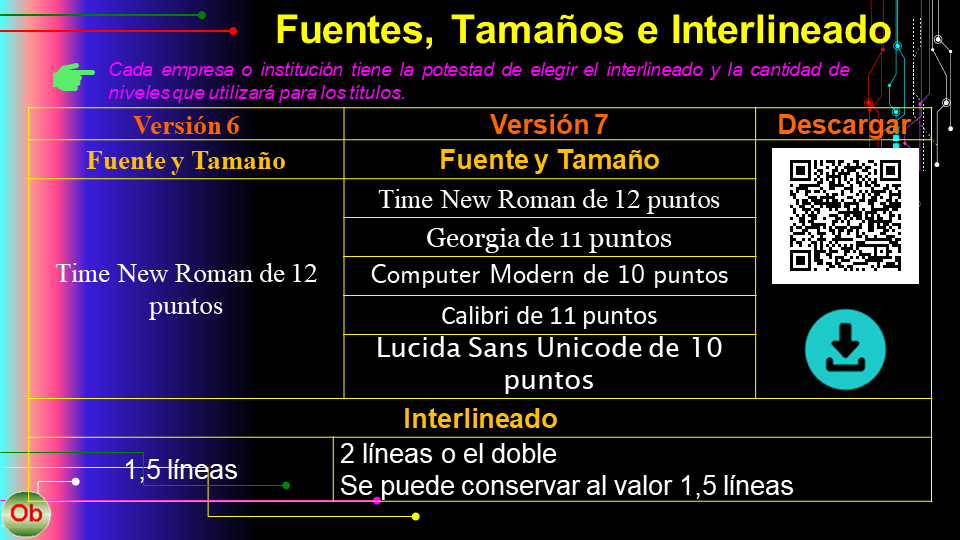 Fuentes, Tamaños e Interlineado
Cada empresa o institución tiene la potestad de elegir el interlineado y la cantidad de
niveles que utilizará para los títulos.
Versión 6
Versión 7
Descargar
Fuente y Tamaño
Fuente y Tamaño
Time New Roman de 12
puntos
Time New Roman de 12 puntos
Georgia de 11 puntos
Computer Modern de 10 puntos
Calibri de 11 puntos
Lucida Sans Unicode de 10
puntos
Interlineado
1,5 líneas
2 líneas o el doble
Se puede conservar al valor 1,5 líneas
Ob